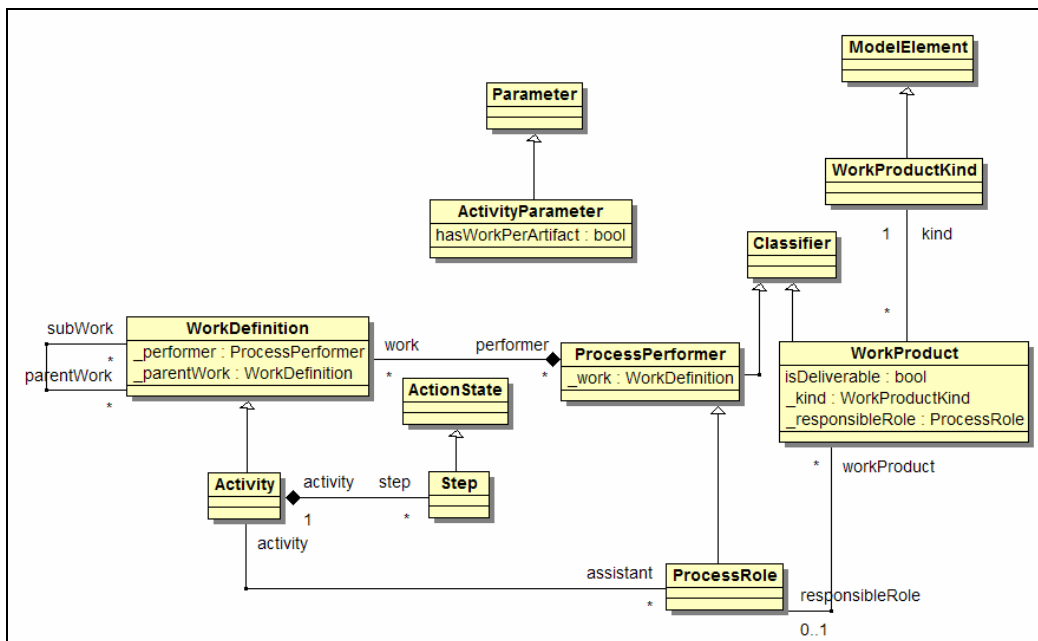 ModelElement
Parameter
WorkProductKind
ActivityParameter
hasWorkPerArtifact : bool
1
kind
Classifier
*
subWork
*
parentWork
*
WorkDefinition
_performer : ProcessPerformer
_parentWork : WorkDefinition
work
*
performer
*
ProcessPerformer
_work : WorkDefinition
WorkProduct
isDeliverable : bool
_kind : WorkProductKind
_responsibleRole : ProcessRole
ActionState
*
workProduct
Activity
activity
1
step
*
Step
activity
assistant
*
ProcessRole
responsibleRole
0..1